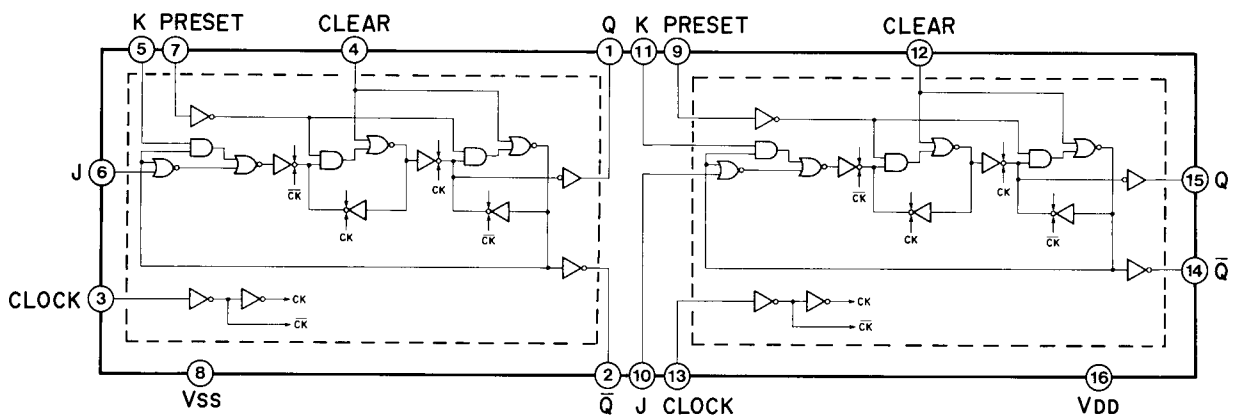 K PRESET CLEAR Q K PRESET CLEAR
5 7 4 1 11 9 12
J 6
15 Q
CK CK CK CK
CK CK CK CK
14 Q̅
CLOCK 3
CK CK
C̅K̅ C̅K̅
8 2 10 13 16
VSS Q̅ J CLOCK VDD